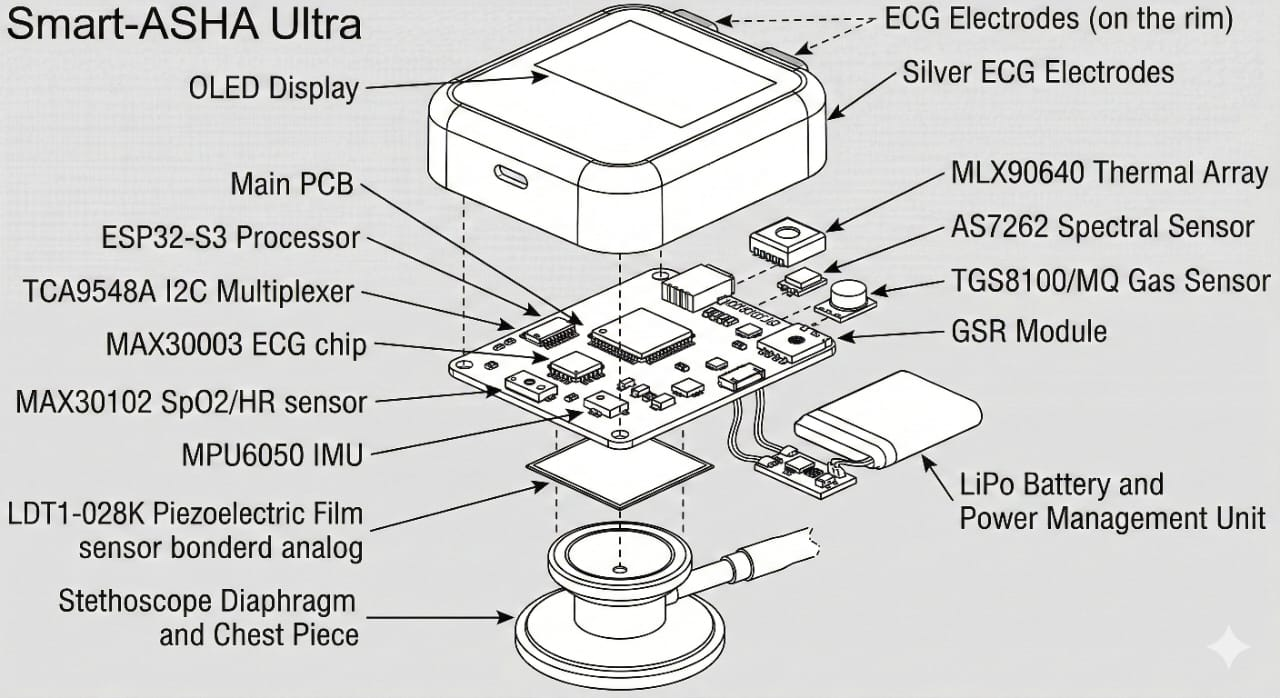 Smart-ASHA Ultra
ECG Electrodes (on the rim)
Silver ECG Electrodes
OLED Display
MLX90640 Thermal Array
Main PCB
AS7262 Spectral Sensor
ESP32-S3 Processor
TGS8100/MQ Gas Sensor
TCA9548A I2C Multiplexer
GSR Module
MAX30003 ECG chip
MAX30102 SpO2/HR sensor
MPU6050 IMU
LiPo Battery and
Power Management Unit
LDT1-028K Piezoelectric Film
sensor bonderd analog
Stethoscope Diaphragm
and Chest Piece